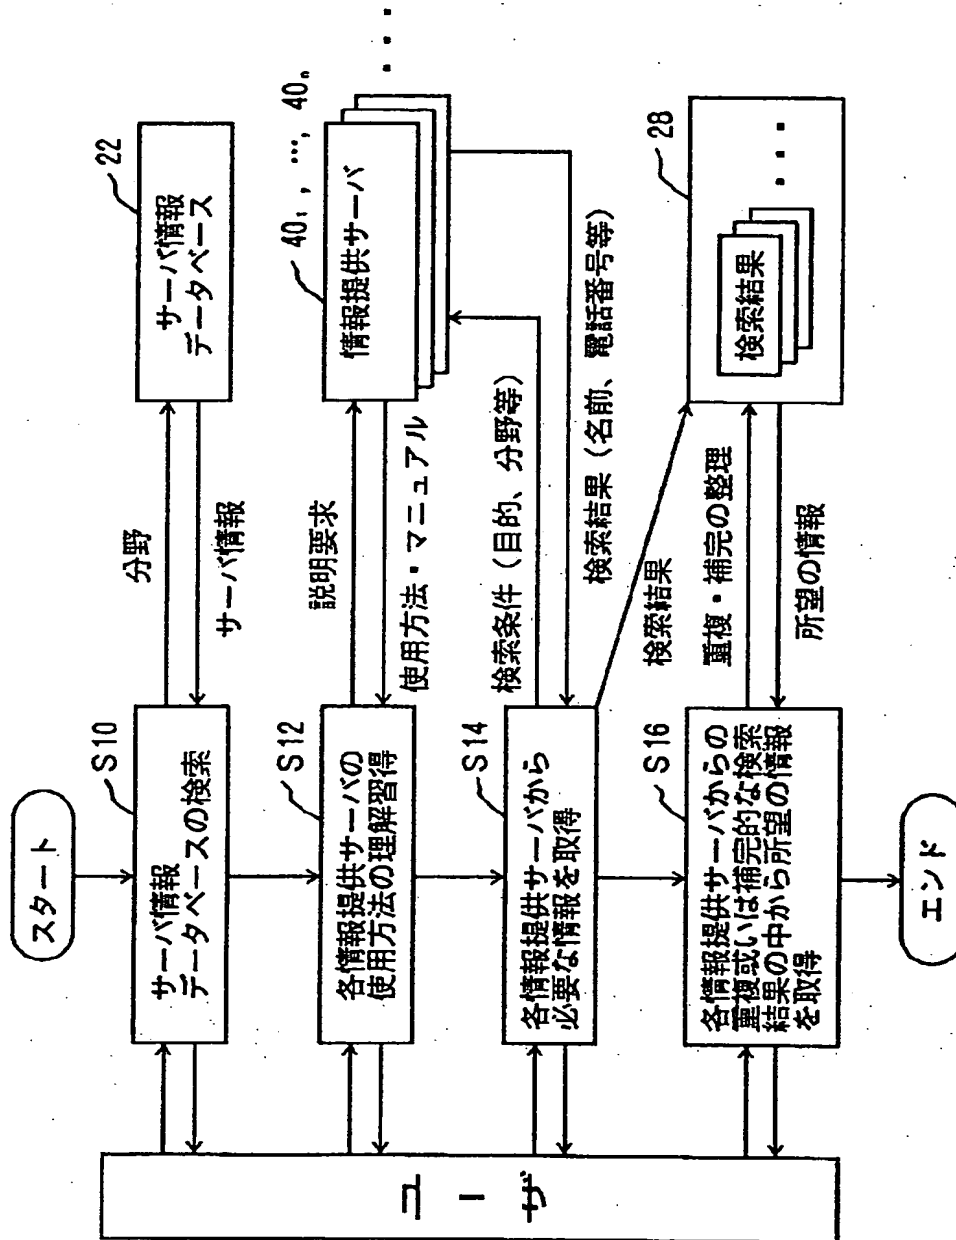 スタート
S10
サーバ情報
データベースの検索
分野
サーバ情報
22
サーバ情報
データベース
S12
各情報提供サーバの
使用方法の理解習得
説明要求
使用方法・マニュアル
40₁, …, 40ₙ
情報提供サーバ
...
S14
各情報提供サーバから
必要な情報を取得
検索条件（目的、分野等）
検索結果（名前、電話番号等）
検索結果
S16
各情報提供サーバからの
重複或いは補完的な検索
結果の中から所望の情報
を取得
重複・補完の整理
所望の情報
28
検索結果
...
エンド
ユーザ